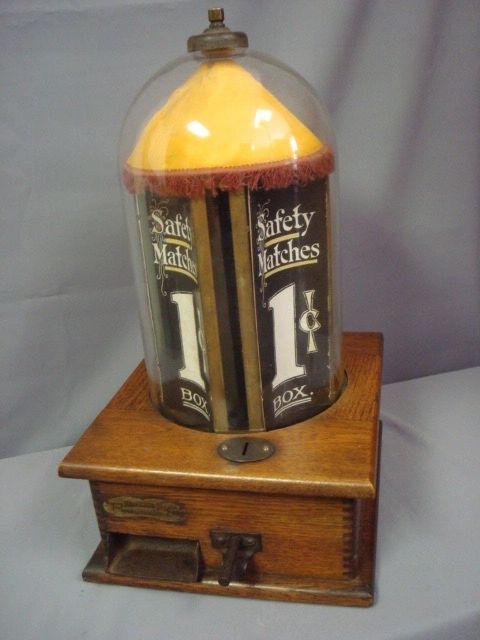 Safety
Matches
1
BOX
Safety
Matches
1¢
BOX.